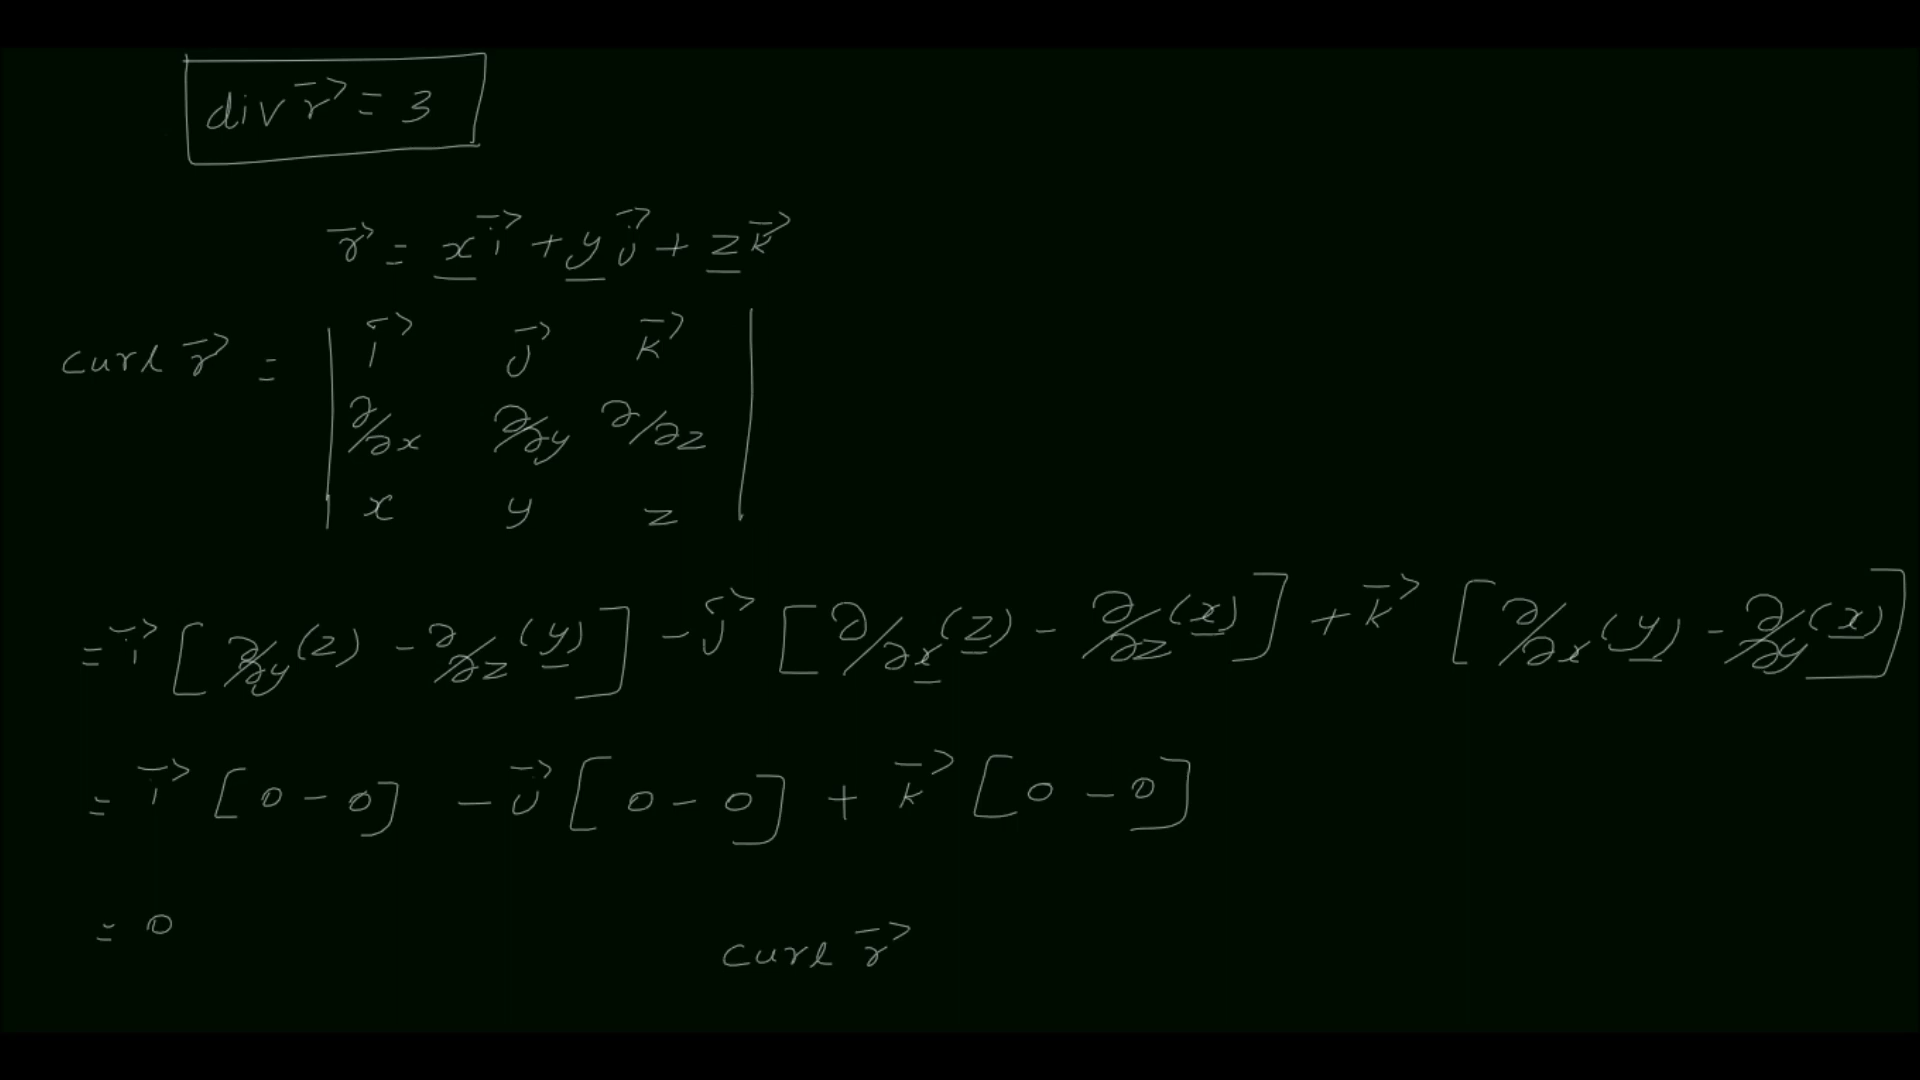 div r⃗ = 3
r⃗ = x i⃗ + y j⃗ + z k⃗
curl r⃗ = | i⃗ j⃗ k⃗ |
| ∂/∂x ∂/∂y ∂/∂z |
| x y z |
= i⃗ [ ∂/∂y (z) - ∂/∂z (y) ] - j⃗ [ ∂/∂x (z) - ∂/∂z (x) ] + k⃗ [ ∂/∂x (y) - ∂/∂y (x) ]
= i⃗ [ 0 - 0 ] - j⃗ [ 0 - 0 ] + k⃗ [ 0 - 0 ]
= 0
curl r⃗